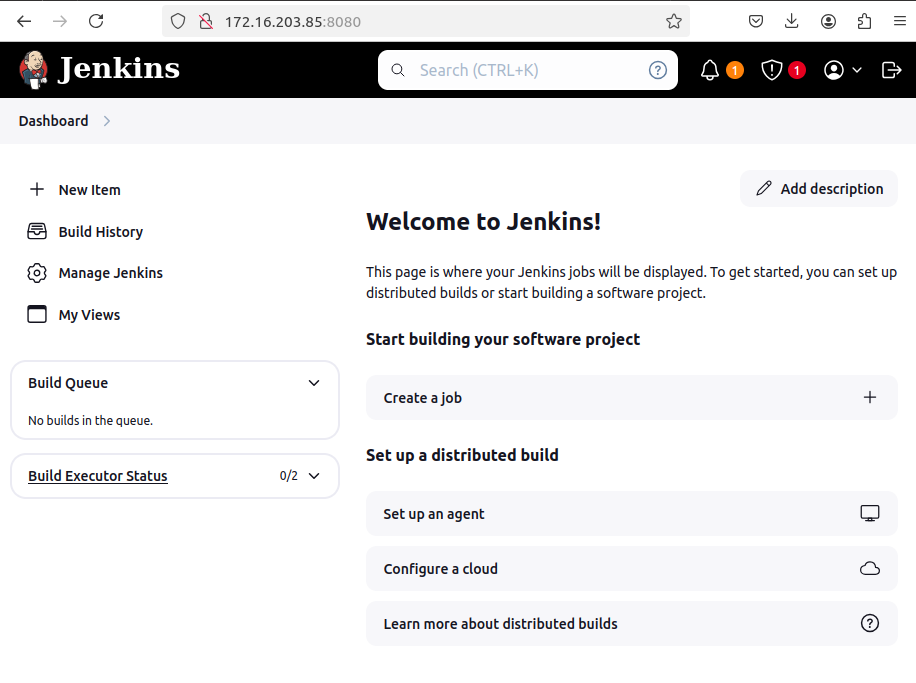 172.16.203.85:8080
Jenkins
Search (CTRL+K)
?
1
1
Dashboard
New Item
Build History
Manage Jenkins
My Views
Build Queue
No builds in the queue.
Build Executor Status
0/2
Add description
Welcome to Jenkins!
This page is where your Jenkins jobs will be displayed. To get started, you can set up
distributed builds or start building a software project.
Start building your software project
Create a job
Set up a distributed build
Set up an agent
Configure a cloud
Learn more about distributed builds
?